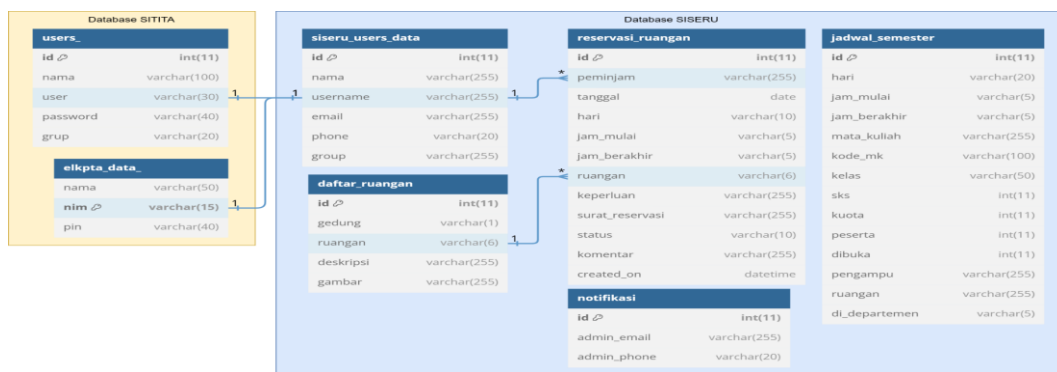 Database SITITA
users_
id int(11)
nama varchar(100)
user varchar(30)
password varchar(40)
grup varchar(20)
elkpta_data_
nama varchar(50)
nim varchar(15)
pin varchar(40)
1
1
Database SISERU
siseru_users_data
id int(11)
nama varchar(255)
1 username varchar(255) 1
email varchar(255)
phone varchar(20)
group varchar(255)
daftar_ruangan
id int(11)
gedung varchar(1)
ruangan varchar(6) 1
deskripsi varchar(255)
gambar varchar(255)
reservasi_ruangan
id int(11)
* peminjam varchar(255)
tanggal date
hari varchar(10)
jam_mulai varchar(5)
jam_berakhir varchar(5)
* ruangan varchar(6)
keperluan varchar(255)
surat_reservasi varchar(255)
status varchar(10)
komentar varchar(255)
created_on datetime
notifikasi
id int(11)
admin_email varchar(255)
admin_phone varchar(20)
jadwal_semester
id int(11)
hari varchar(20)
jam_mulai varchar(5)
jam_berakhir varchar(5)
mata_kuliah varchar(255)
kode_mk varchar(100)
kelas varchar(50)
sks int(11)
kuota int(11)
peserta int(11)
dibuka int(11)
pengampu varchar(255)
ruangan varchar(255)
di_departemen varchar(5)